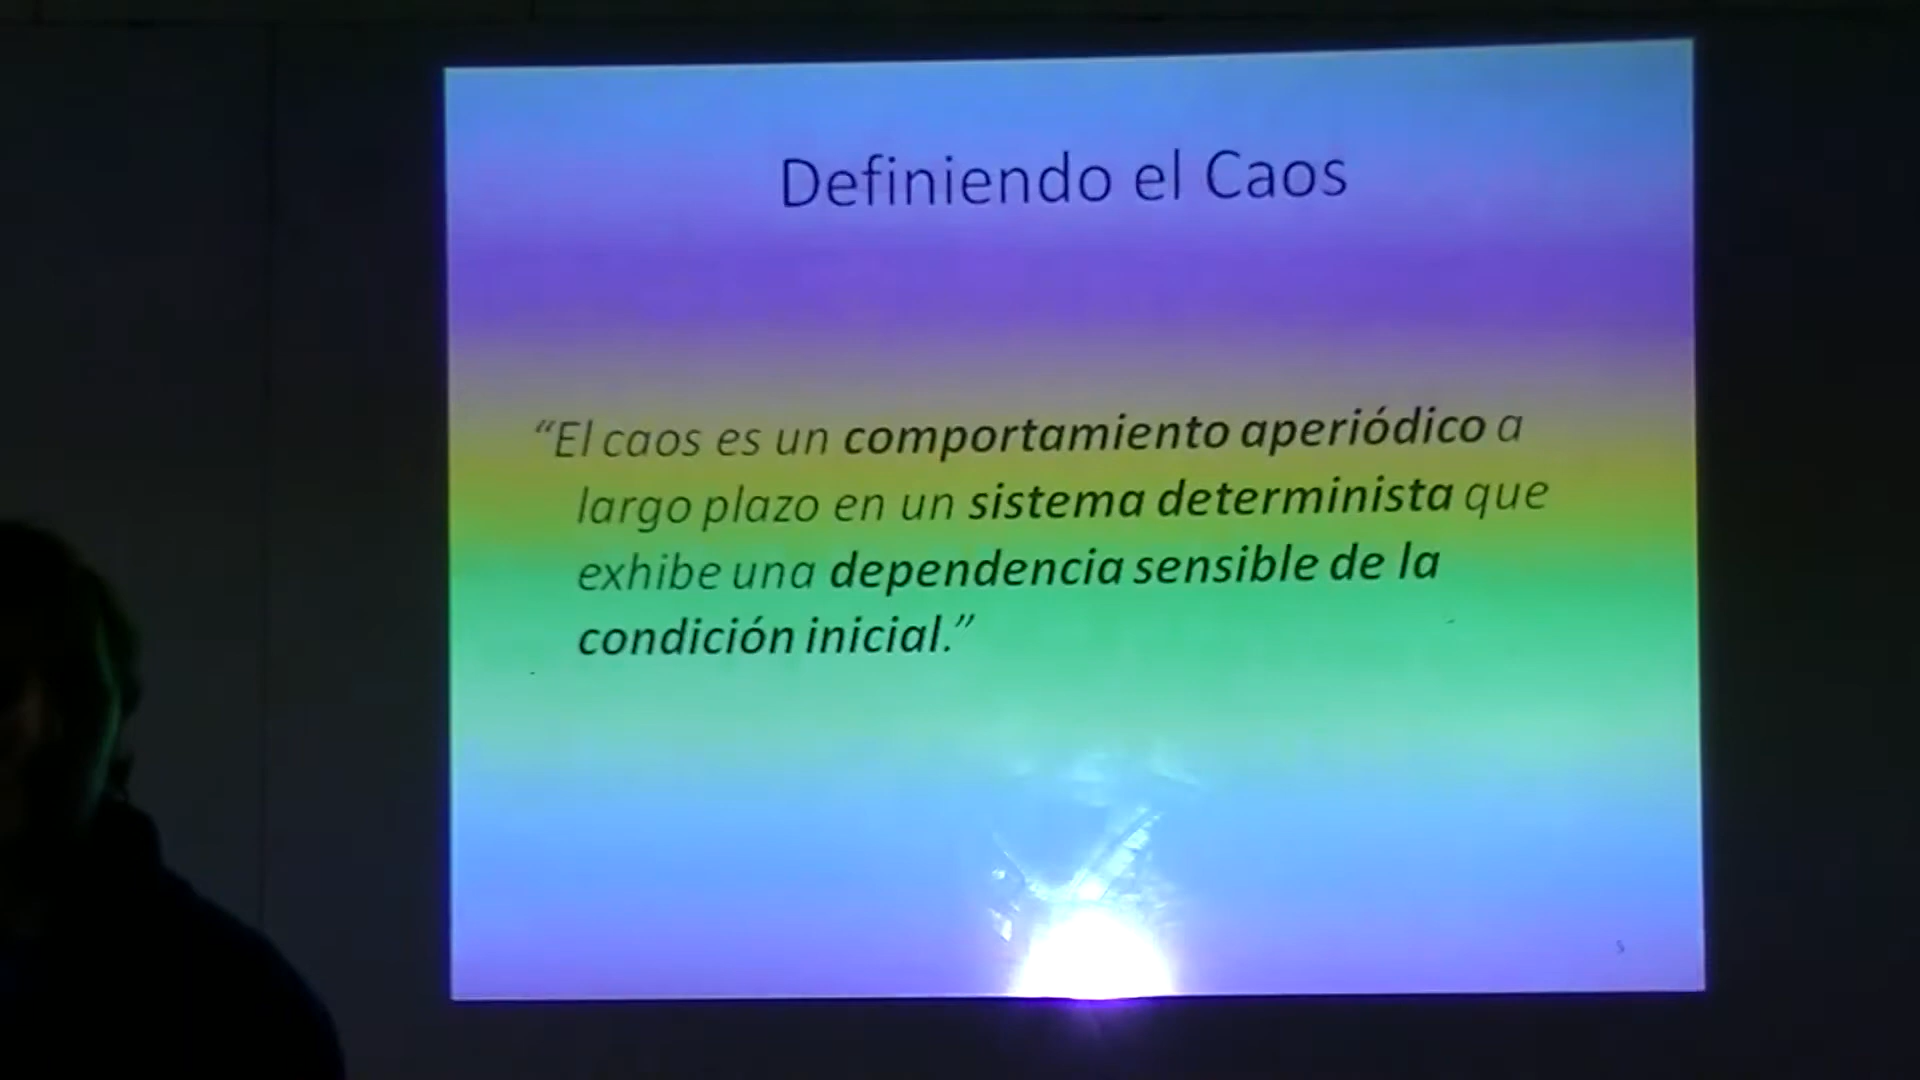 Definiendo el Caos
“El caos es un comportamiento aperiódico a
largo plazo en un sistema determinista que
exhibe una dependencia sensible de la
condición inicial.”
5